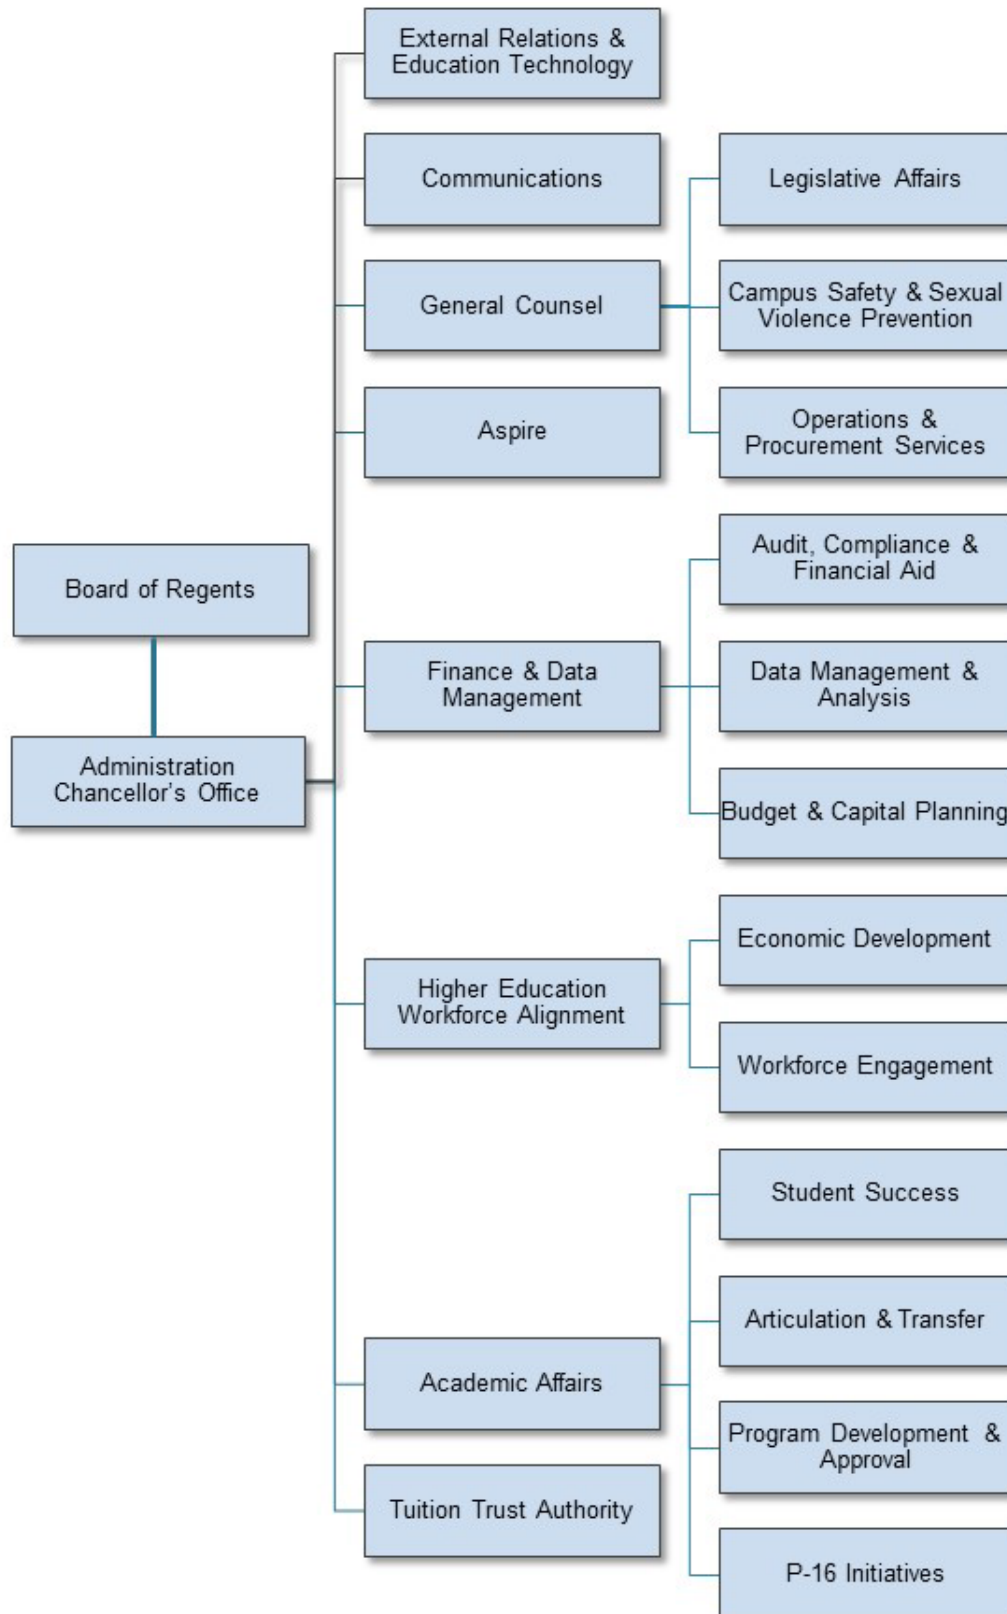 External Relations &
Education Technology
Communications
Legislative Affairs
General Counsel
Campus Safety & Sexual
Violence Prevention
Aspire
Operations &
Procurement Services
Audit, Compliance &
Financial Aid
Board of Regents
Finance & Data
Management
Data Management &
Analysis
Administration
Chancellor's Office
Budget & Capital Planning
Economic Development
Higher Education
Workforce Alignment
Workforce Engagement
Student Success
Articulation & Transfer
Academic Affairs
Program Development &
Approval
Tuition Trust Authority
P-16 Initiatives